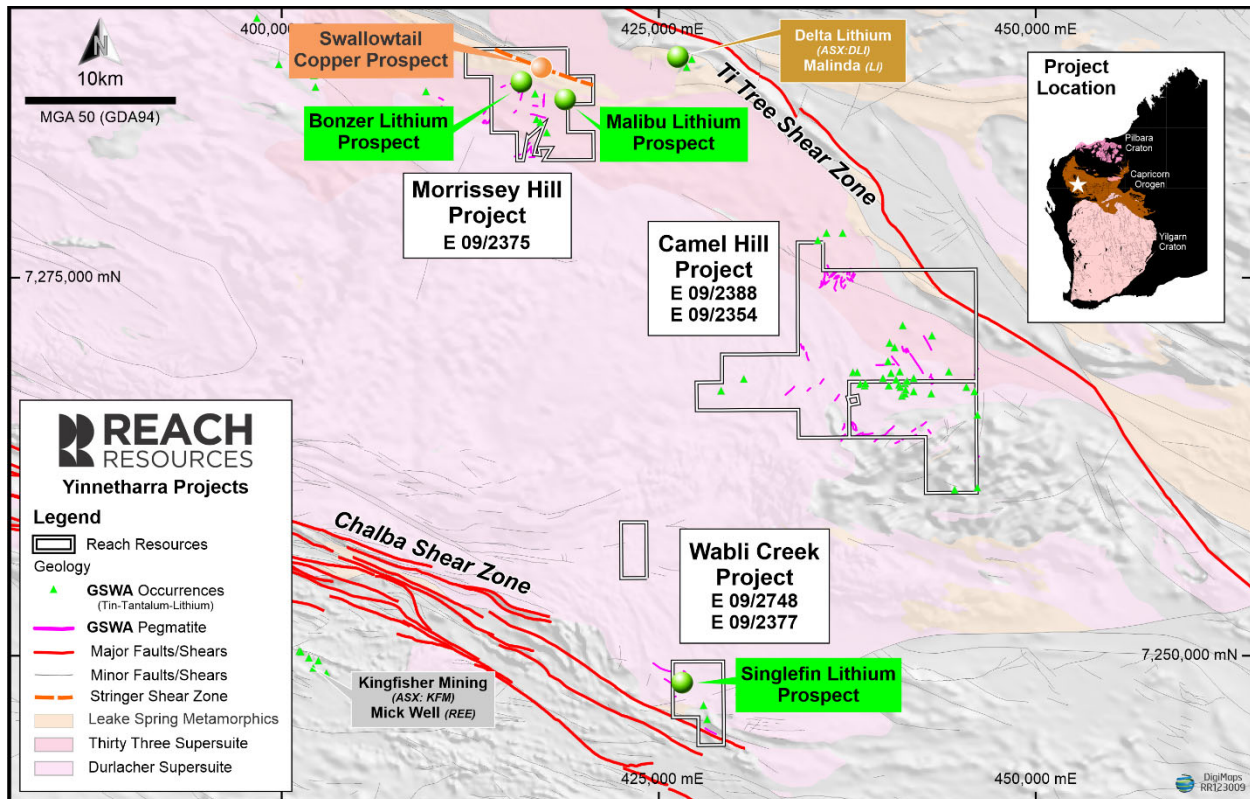 400,000 mE
425,000 mE
450,000 mE
N
10km
MGA 50 (GDA94)
Swallowtail
Copper Prospect
Bonzer Lithium
Prospect
Malibu Lithium
Prospect
Delta Lithium
(ASX:DLI)
Malinda (LI)
Ti Tree Shear Zone
Project
Location
Pilbara
Craton
Capricorn
Orogen
Yilgarn
Craton
Morrissey Hill
Project
E 09/2375
7,275,000 mN
Camel Hill
Project
E 09/2388
E 09/2354
REACH
RESOURCES
Yinnetharra Projects
Legend
Reach Resources
Geology
GSWA Occurrences
(Tin-Tantalum-Lithium)
GSWA Pegmatite
Major Faults/Shears
Minor Faults/Shears
Stringer Shear Zone
Leake Spring Metamorphics
Thirty Three Supersuite
Durlacher Supersuite
Chalba Shear Zone
Kingfisher Mining
(ASX: KFM)
Mick Well (REE)
Wabli Creek
Project
E 09/2748
E 09/2377
Singlefin Lithium
Prospect
7,250,000 mN
425,000 mE
450,000 mE
DigiMaps
RR123009